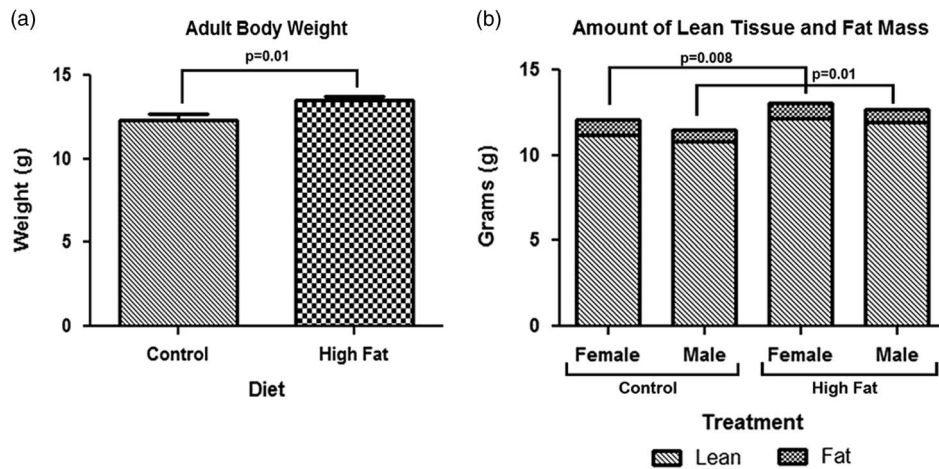 (a)
Adult Body Weight
p=0.01
15
10
5
0
Weight (g)
Control High Fat
Diet
(b)
Amount of Lean Tissue and Fat Mass
p=0.008
p=0.01
15
10
5
0
Grams (g)
Female Male Female Male
Control High Fat
Treatment
Lean Fat